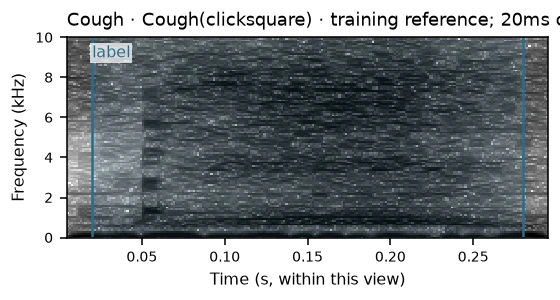 Cough · Cough(clicksquare) · training reference; 20ms
label
Frequency (kHz)
10
8
6
4
2
0
0.05
0.10
0.15
0.20
0.25
Time (s, within this view)